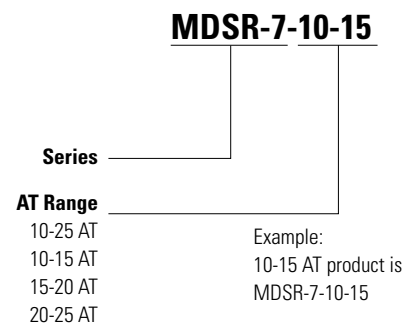 MDSR-7-10-15
Series
AT Range
10-25 AT
10-15 AT
15-20 AT
20-25 AT
Example:
10-15 AT product is
MDSR-7-10-15